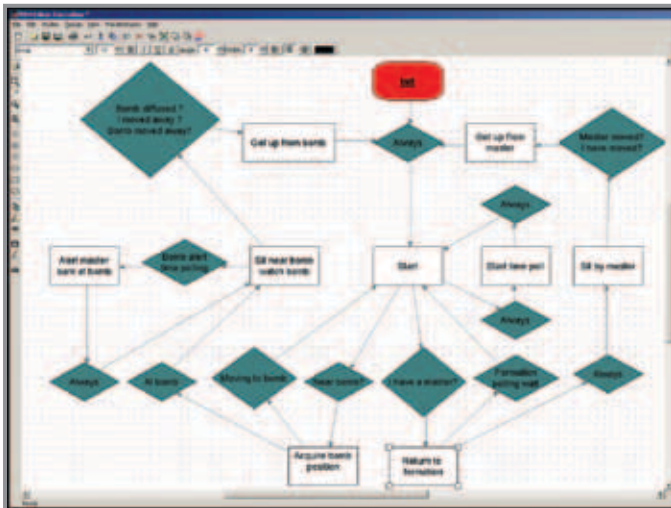 Init
Bomb diffused ?
I moved away ?
Bomb moved away?
Get up from bomb
Always
Get up from
master
Master moved?
I have moved?
Always
Alert master
sam at bomb
Bomb alert
time polling
Sit near Bomb
watch bomb
Start
Start time poll
Sit by master
Always
Always
At bomb
Moving to bomb
Near bomb?
I have a master?
Formation
polling wait
Always
Acquire bomb
position
Return to
formation